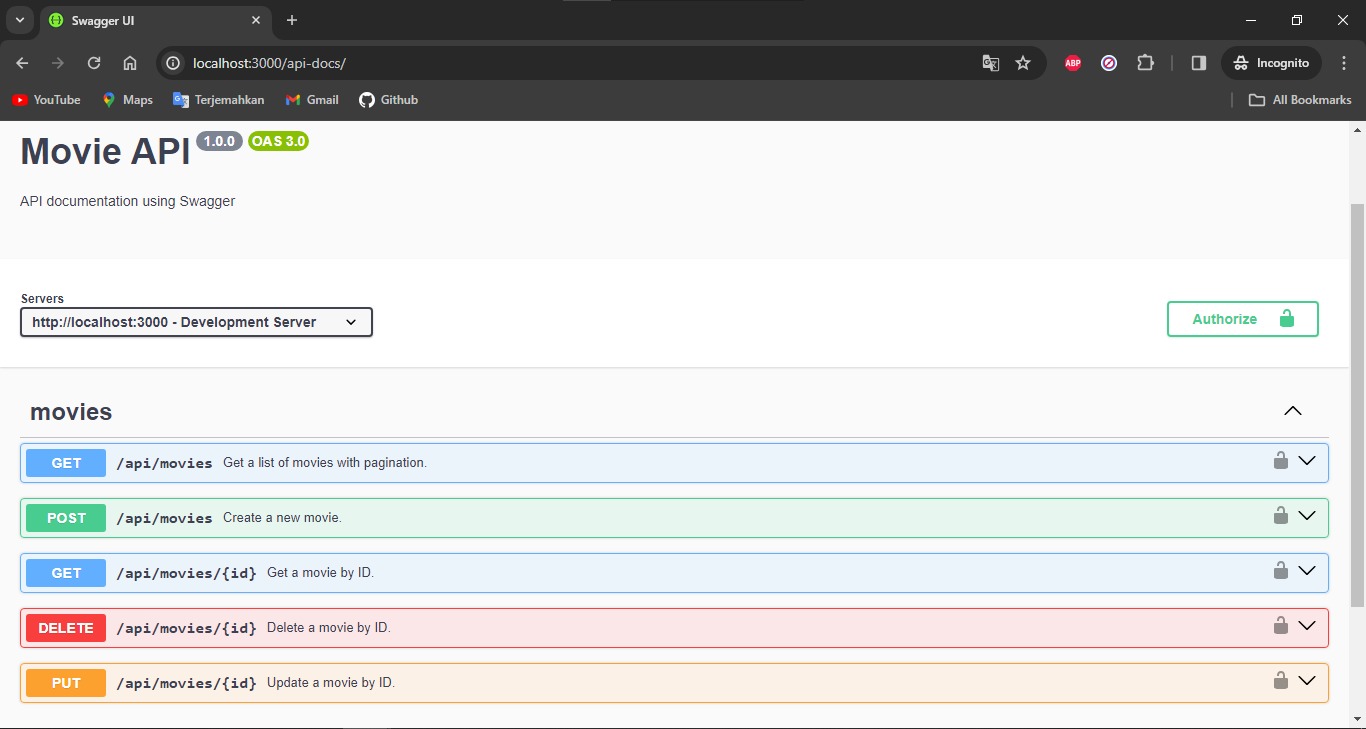 Swagger UI
localhost:3000/api-docs/
ABP
Incognito
YouTube
Maps
Terjemahkan
Gmail
Github
All Bookmarks
Movie API 1.0.0 OAS 3.0
API documentation using Swagger
Servers
http://localhost:3000 - Development Server
Authorize
movies
GET /api/movies Get a list of movies with pagination.
POST /api/movies Create a new movie.
GET /api/movies/{id} Get a movie by ID.
DELETE /api/movies/{id} Delete a movie by ID.
PUT /api/movies/{id} Update a movie by ID.